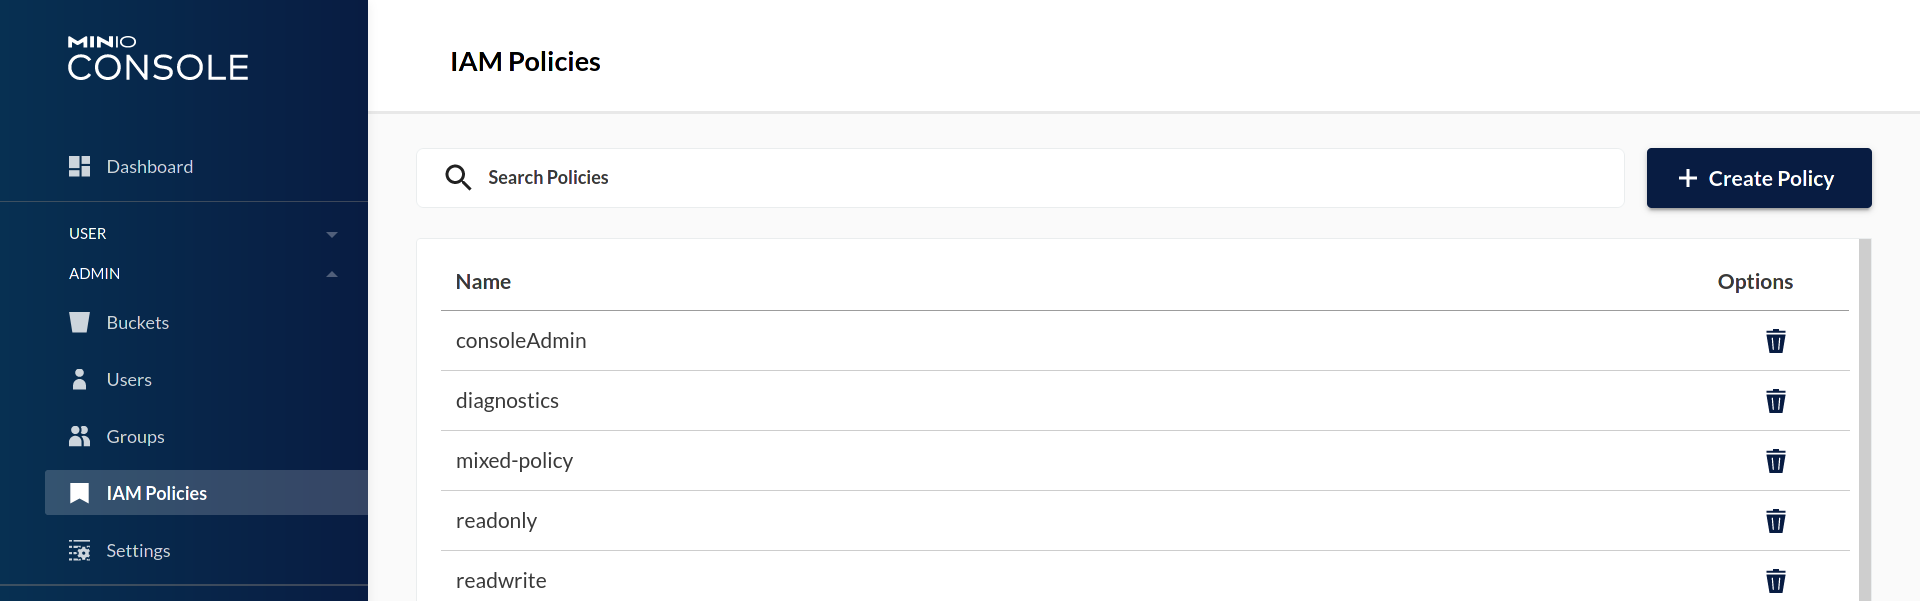 MINIO
CONSOLE
Dashboard
USER
ADMIN
Buckets
Users
Groups
IAM Policies
Settings
IAM Policies
Search Policies
Create Policy
Name Options
consoleAdmin
diagnostics
mixed-policy
readonly
readwrite